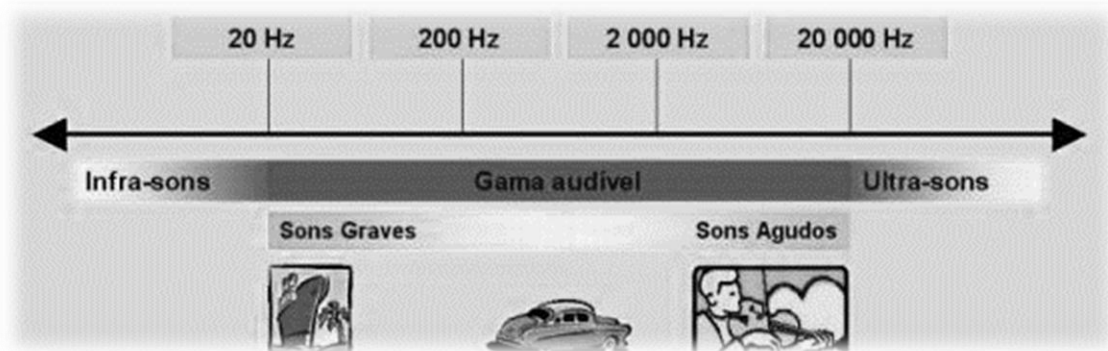 20 Hz 200 Hz 2 000 Hz 20 000 Hz
Infra-sons Gama audível Ultra-sons
Sons Graves Sons Agudos